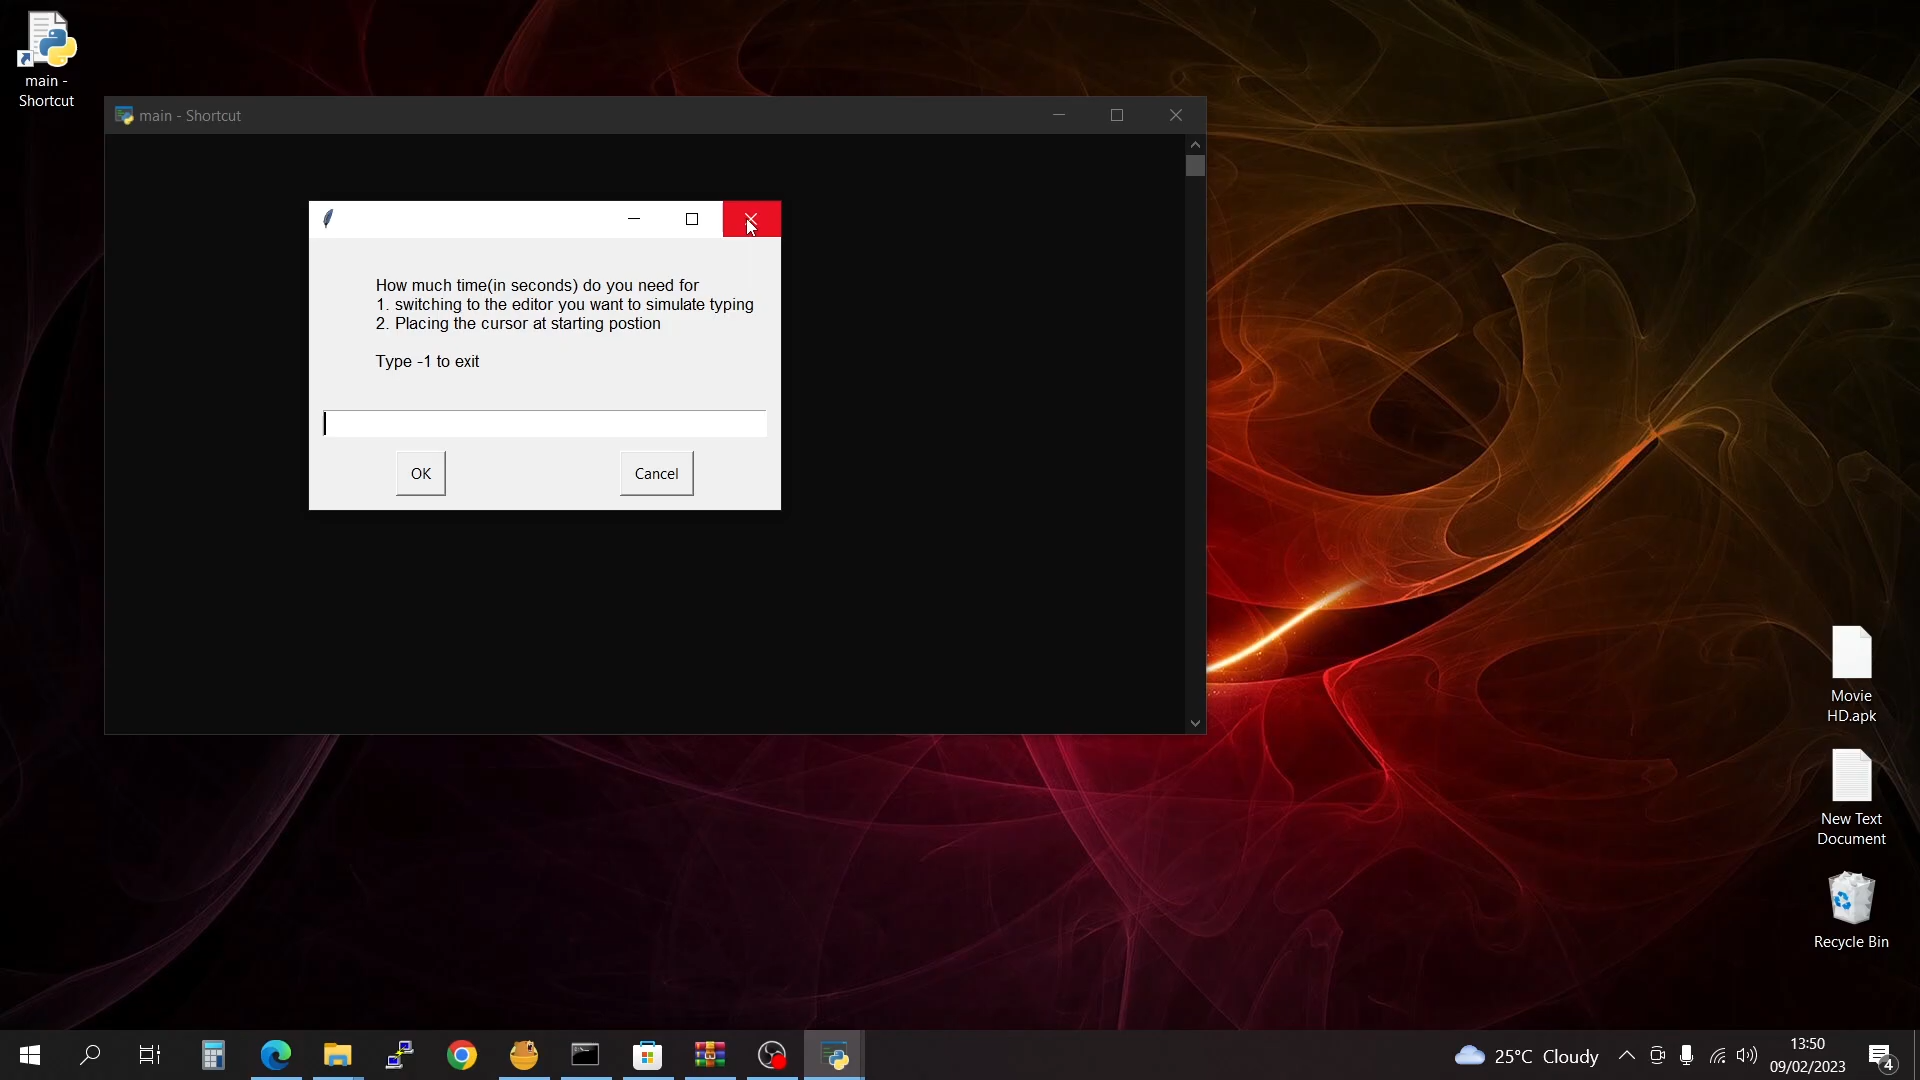 main -
Shortcut
main - Shortcut
How much time(in seconds) do you need for
1. switching to the editor you want to simulate typing
2. Placing the cursor at starting postion
Type -1 to exit
OK
Cancel
Movie
HD.apk
New Text
Document
Recycle Bin
25°C Cloudy
13:50
09/02/2023
4